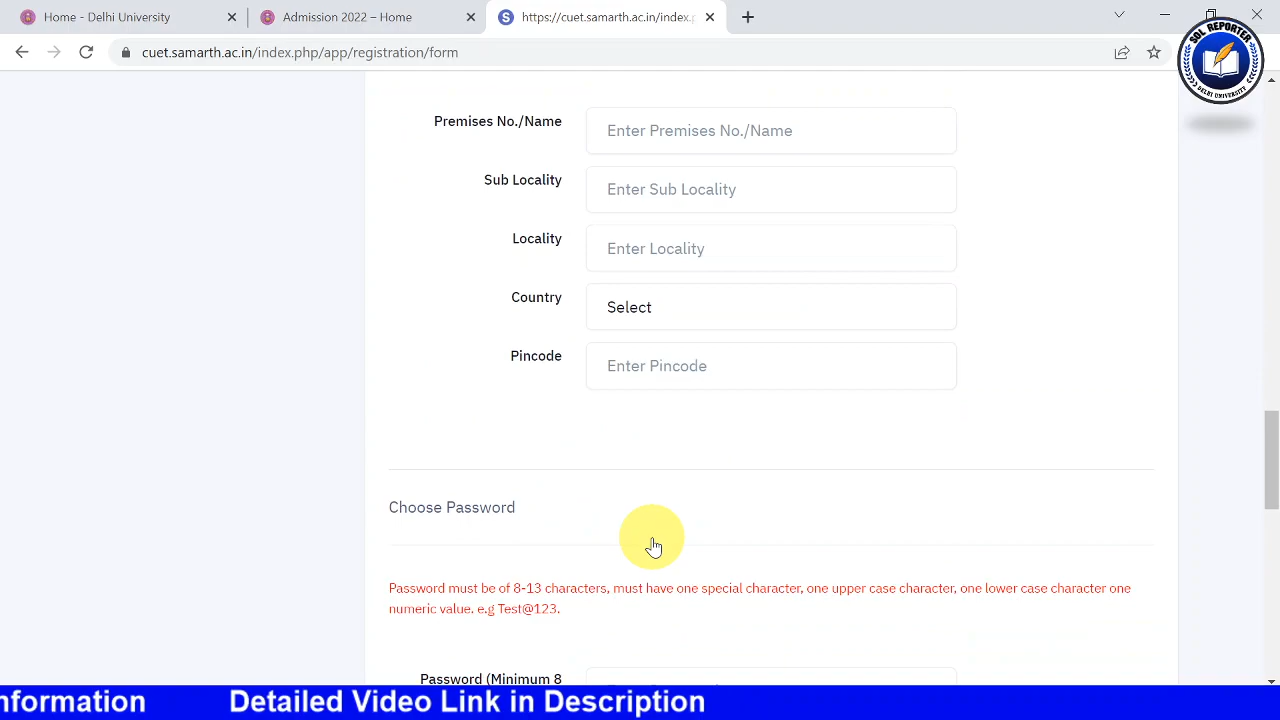 Home - Delhi University
Admission 2022 – Home
https://cuet.samarth.ac.in/index.p
cuet.samarth.ac.in/index.php/app/registration/form
SOL REPORTER
DELHI UNIVERSITY
Premises No./Name
Enter Premises No./Name
Sub Locality
Enter Sub Locality
Locality
Enter Locality
Country
Select
Pincode
Enter Pincode
Choose Password
Password must be of 8-13 characters, must have one special character, one upper case character, one lower case character one
numeric value. e.g Test@123.
Password (Minimum 8
nformation Detailed Video Link in Description